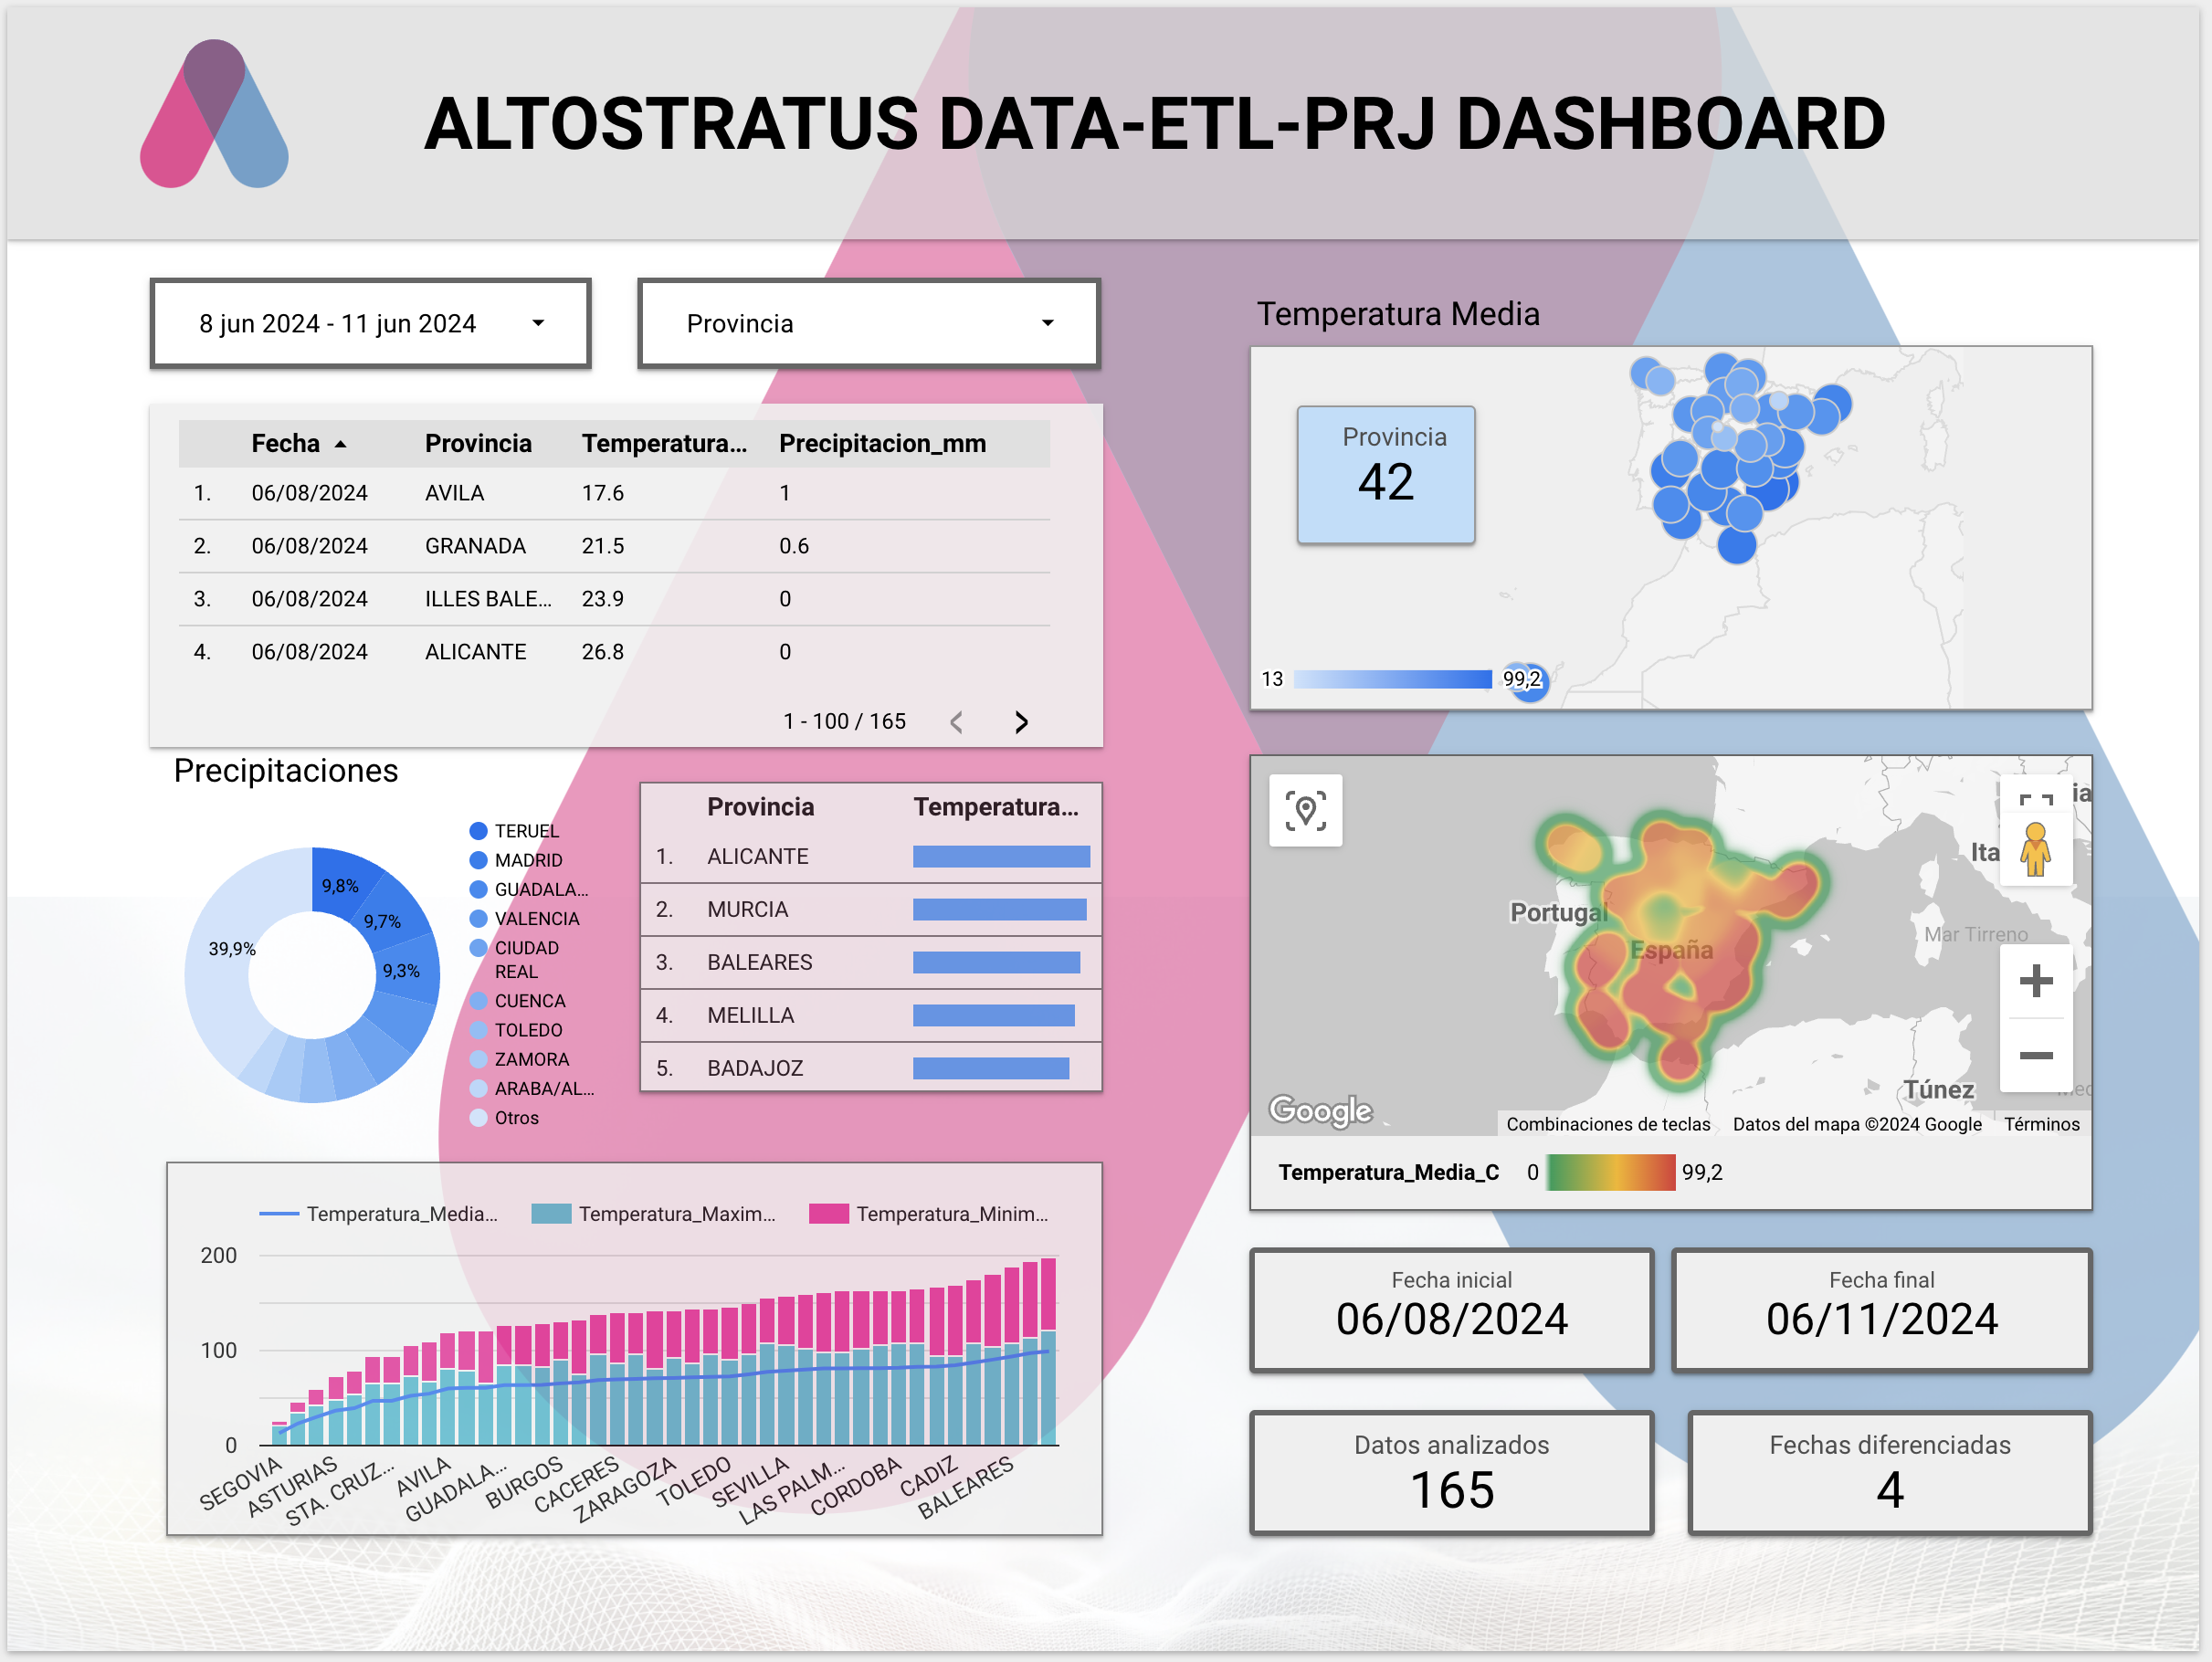 ALTOSTRATUS DATA-ETL-PRJ DASHBOARD
8 jun 2024 - 11 jun 2024
Provincia
Fecha Provincia Temperatura... Precipitacion_mm
1. 06/08/2024 AVILA 17.6 1
2. 06/08/2024 GRANADA 21.5 0.6
3. 06/08/2024 ILLES BALE... 23.9 0
4. 06/08/2024 ALICANTE 26.8 0
1 - 100 / 165
Precipitaciones
9,8%
9,7%
9,3%
39,9%
TERUEL
MADRID
GUADALA...
VALENCIA
CIUDAD
REAL
CUENCA
TOLEDO
ZAMORA
ARABA/AL...
Otros
Provincia Temperatura...
1. ALICANTE
2. MURCIA
3. BALEARES
4. MELILLA
5. BADAJOZ
Temperatura_Media... Temperatura_Maxim... Temperatura_Minim...
200
100
0
SEGOVIA ASTURIAS STA. CRUZ... AVILA GUADALA... BURGOS CACERES ZARAGOZA TOLEDO SEVILLA LAS PALM... CORDOBA CADIZ BALEARES
Temperatura Media
Provincia
42
13 99,2
Ita
Portugal
España
Mar Tirreno
Túnez
Google
Combinaciones de teclas Datos del mapa ©2024 Google Términos
Temperatura_Media_C 0 99,2
Fecha inicial
06/08/2024
Fecha final
06/11/2024
Datos analizados
165
Fechas diferenciadas
4